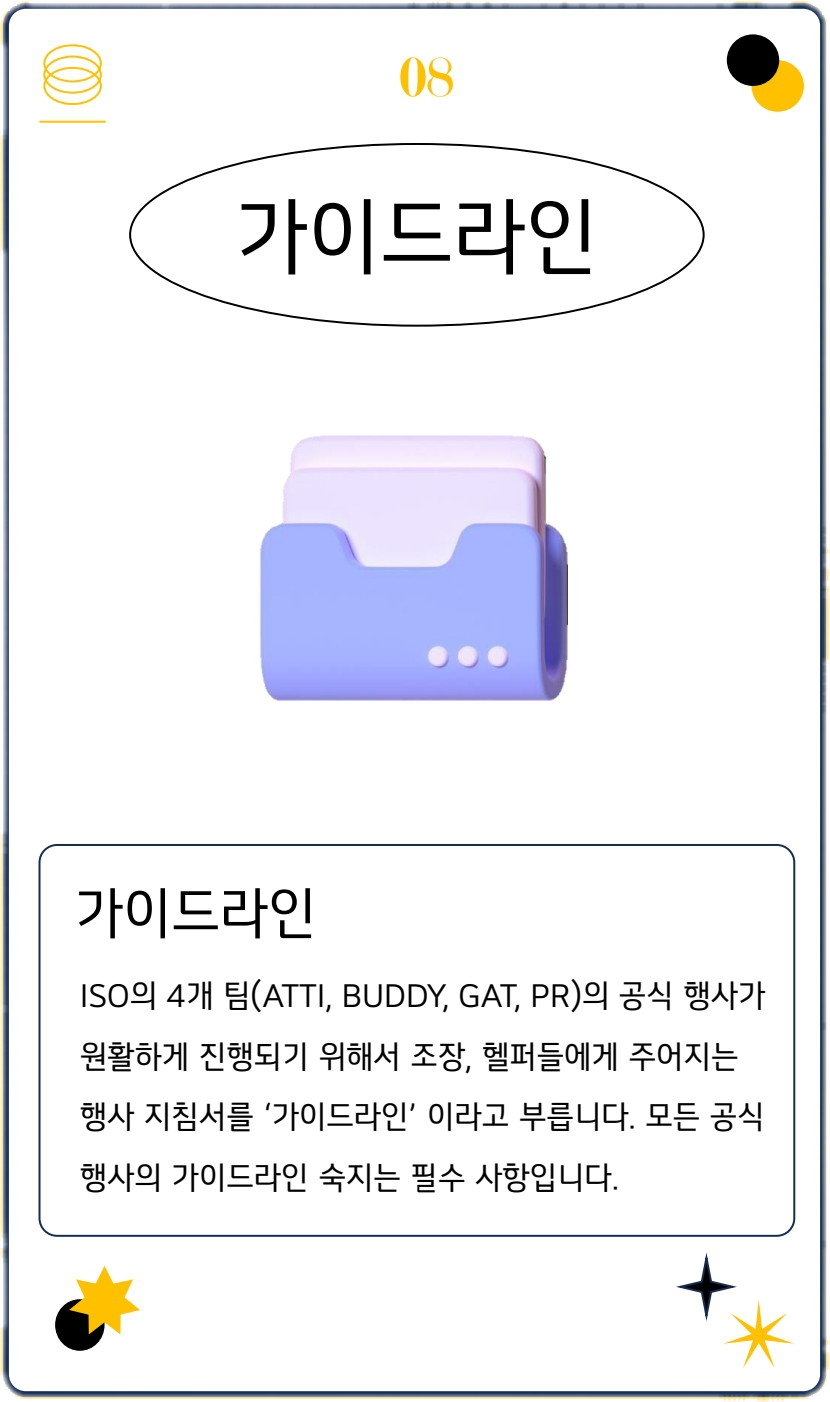 08
가이드라인
가이드라인
ISO의 4개 팀(ATTI, BUDDY, GAT, PR)의 공식 행사가
원활하게 진행되기 위해서 조장, 헬퍼들에게 주어지는
행사 지침서를 ‘가이드라인’ 이라고 부릅니다. 모든 공식
행사의 가이드라인 숙지는 필수 사항입니다.